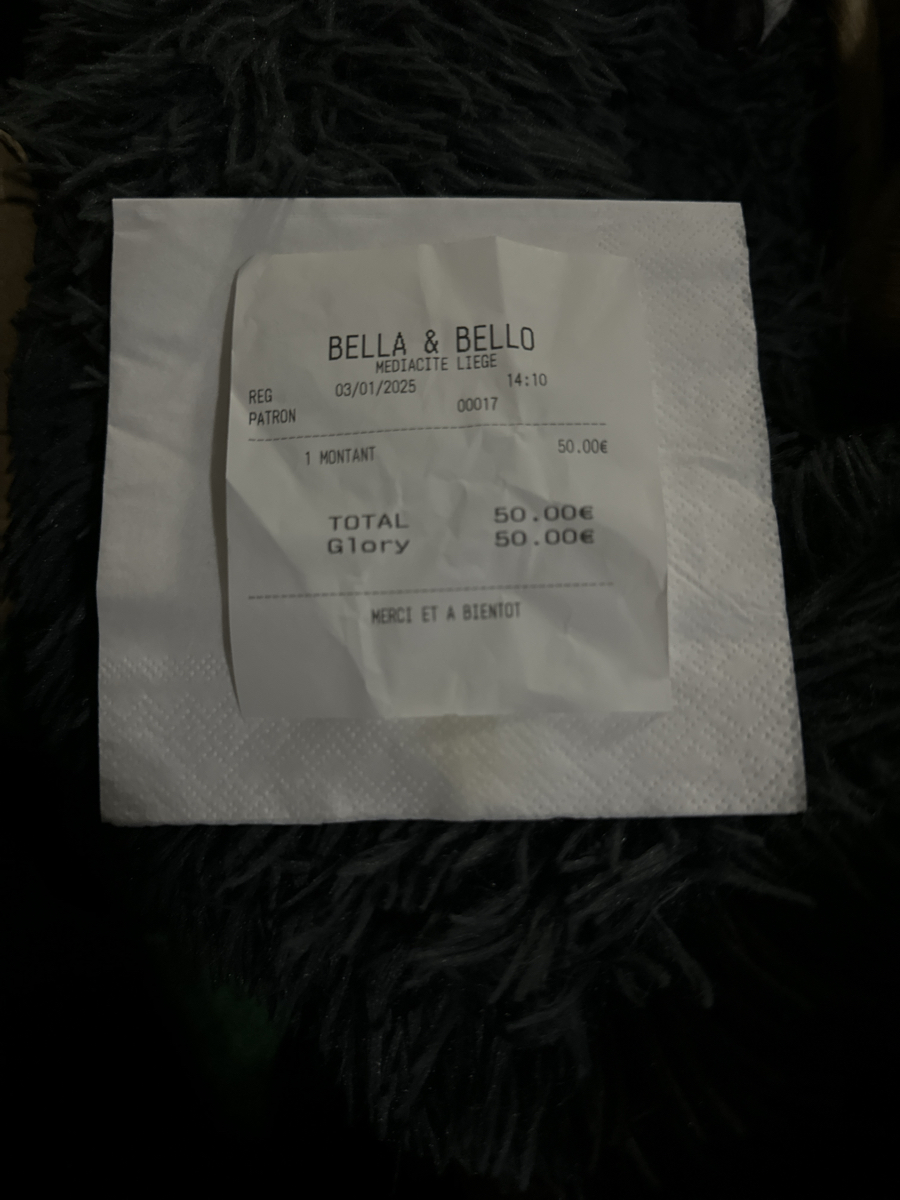 BELLA & BELLO
MEDIACITE LIEGE
REG 03/01/2025 14:10
PATRON 00017
1 MONTANT 50.00€
TOTAL 50.00€
Glory 50.00€
MERCI ET A BIENTOT